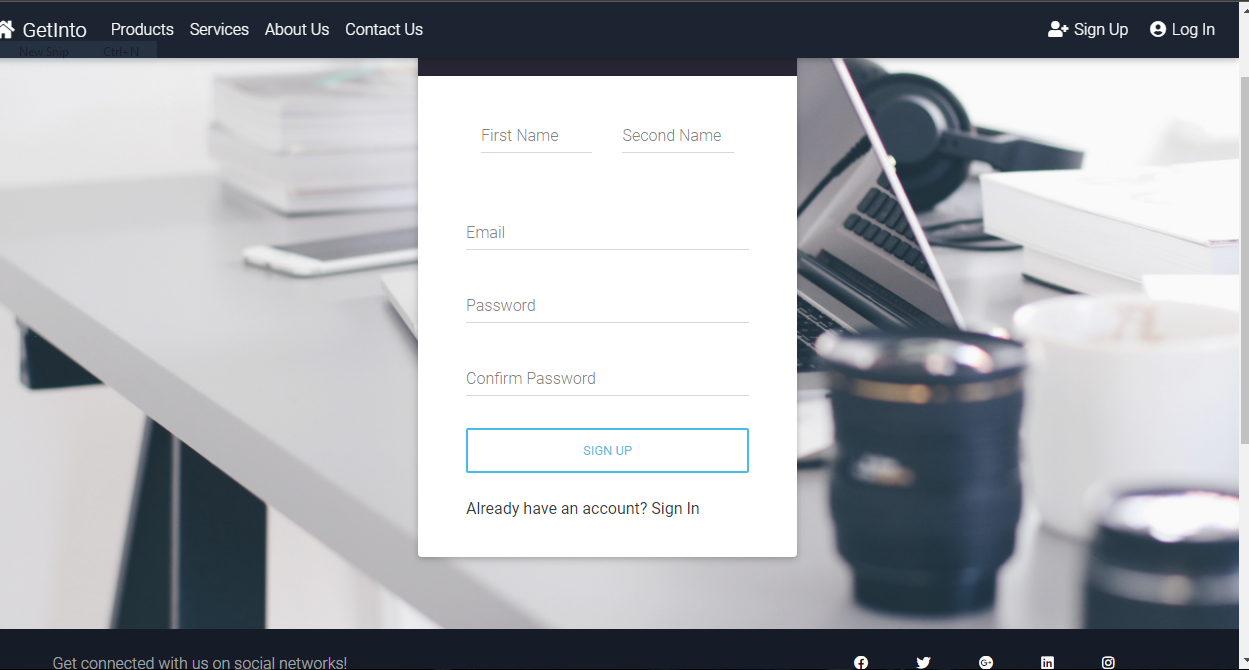 GetInto Products Services About Us Contact Us Sign Up Log In
New Snip Ctrl+N
First Name Second Name
Email
Password
Confirm Password
SIGN UP
Already have an account? Sign In
Get connected with us on social networks!